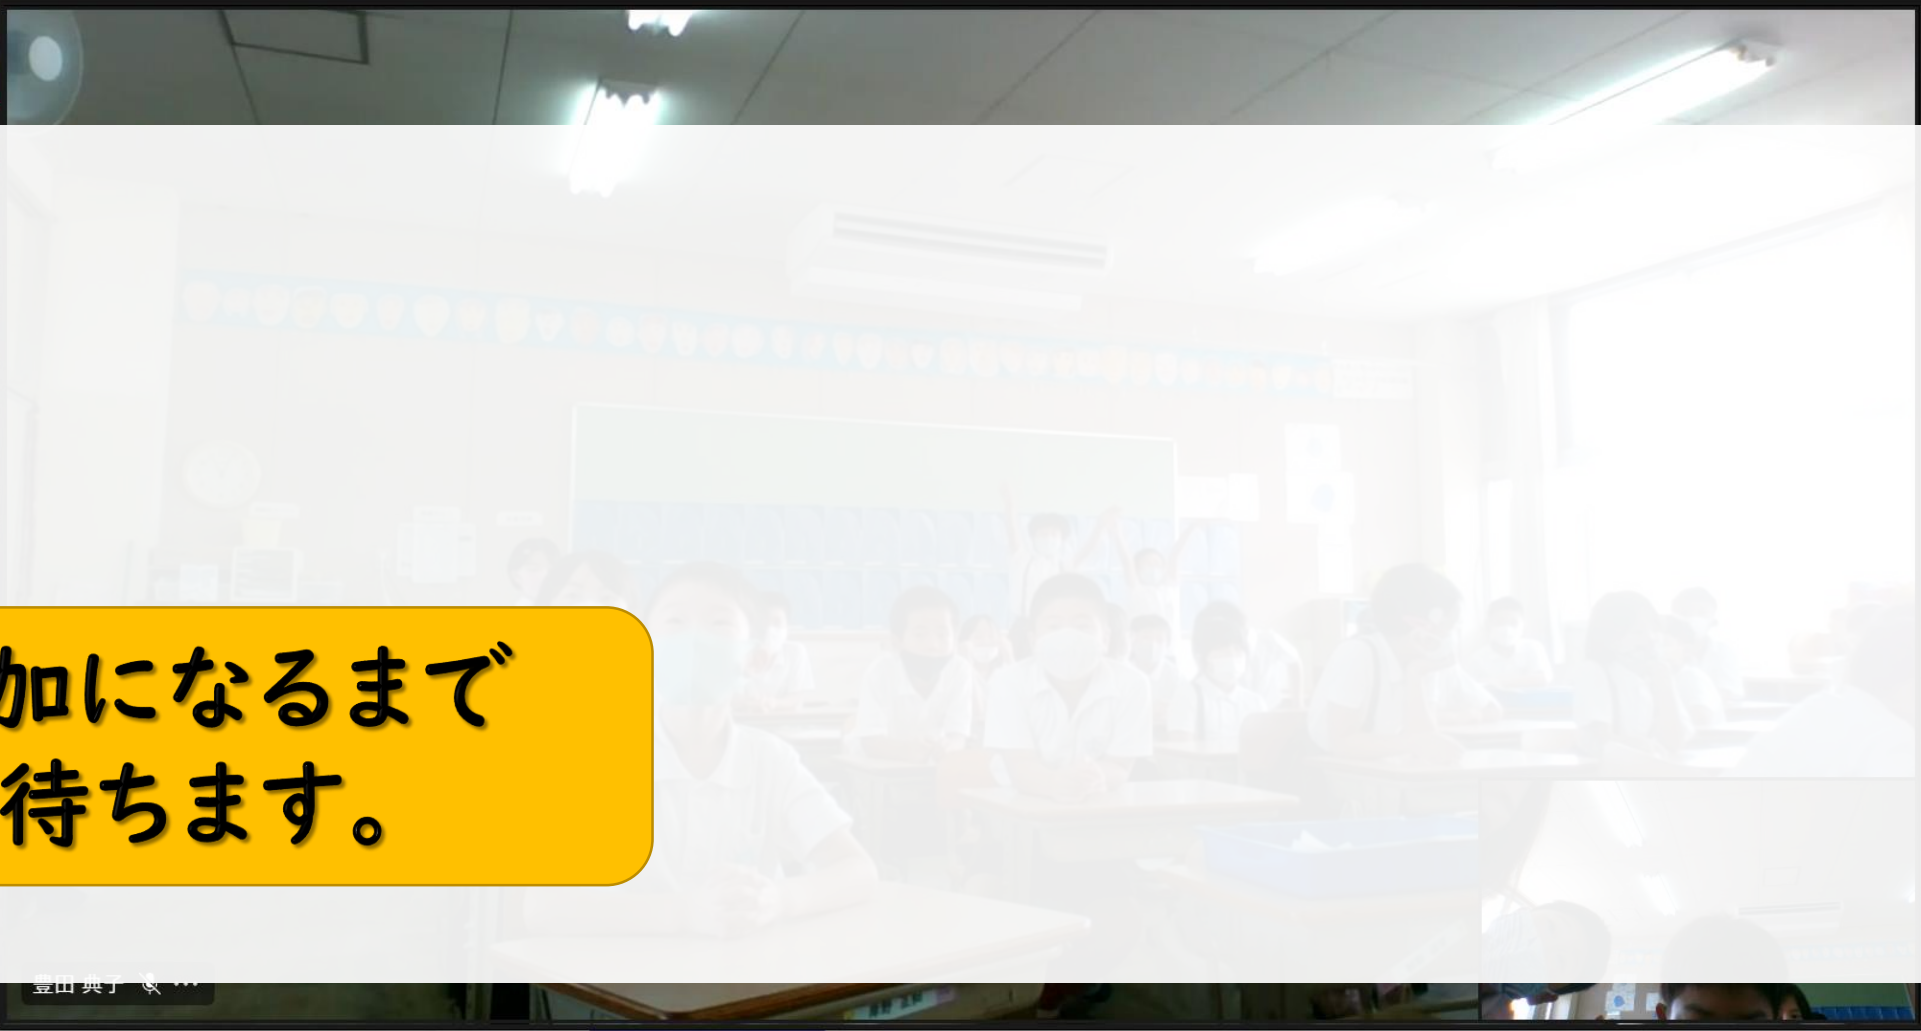 加になるまで
待ちます。
豊田 典子